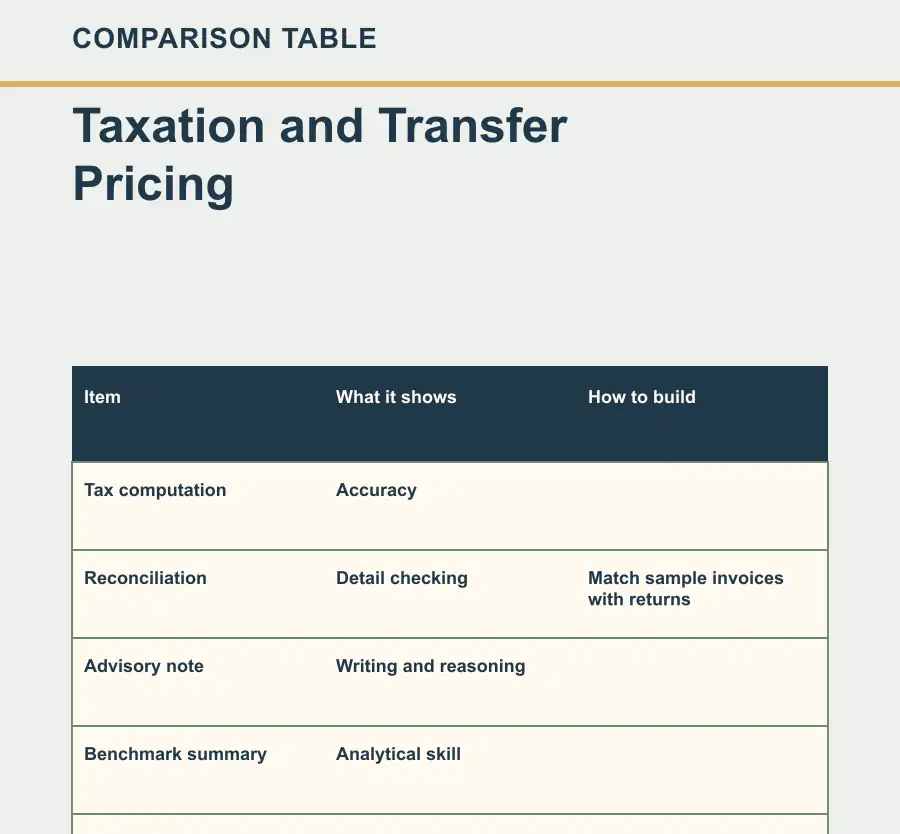 COMPARISON TABLE
Taxation and Transfer
Pricing
Item What it shows How to build
Tax computation Accuracy
Reconciliation Detail checking Match sample invoices
with returns
Advisory note Writing and reasoning
Benchmark summary Analytical skill